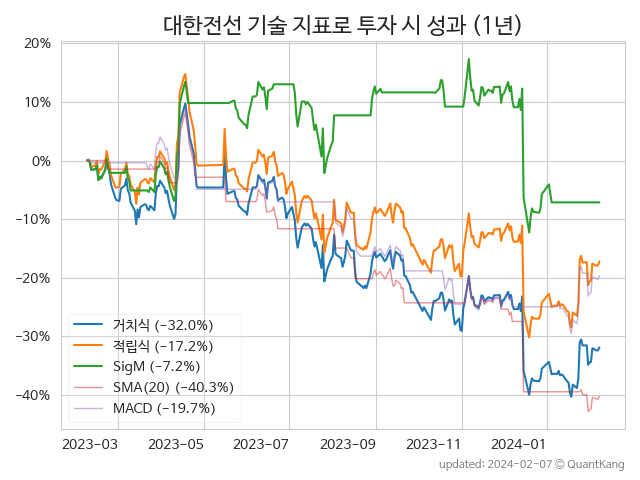 대한전선 기술 지표로 투자 시 성과 (1년)
20%
10%
0%
−10%
−20%
−30%
−40%
거치식 (−32.0%)
적립식 (−17.2%)
SigM (−7.2%)
SMA(20) (−40.3%)
MACD (−19.7%)
2023−03 2023−05 2023−07 2023−09 2023−11 2024−01
updated: 2024−02−07 © QuantKang